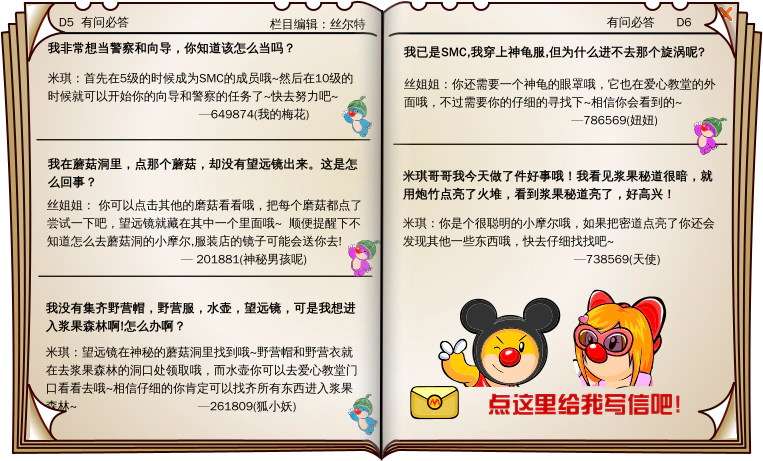 D5 有问必答
栏目编辑：丝尔特
我非常想当警察和向导，你知道该怎么当吗？
米琪：首先在5级的时候成为SMC的成员哦~然后在10级的
时候就可以开始你的向导和警察的任务了~快去努力吧~
—649874(我的梅花)
我在蘑菇洞里，点那个蘑菇，却没有望远镜出来。这是怎
么回事？
丝姐姐： 你可以点击其他的蘑菇看看哦，把每个蘑菇都点了
尝试一下吧，望远镜就藏在其中一个里面哦~ 顺便提醒下不
知道怎么去蘑菇洞的小摩尔,服装店的镜子可能会送你去!
— 201881(神秘男孩呢)
我没有集齐野营帽，野营服，水壶，望远镜，可是我想进
入浆果森林啊!怎么办啊？
米琪：望远镜在神秘的蘑菇洞里找到哦~野营帽和野营衣就
在去浆果森林的洞口处领取哦，而水壶你可以去爱心教堂门
口看看去哦~相信仔细的你肯定可以找齐所有东西进入浆果
森林~
—261809(狐小妖)
有问必答 D6
我已是SMC,我穿上神龟服,但为什么进不去那个旋涡呢?
丝姐姐：你还需要一个神龟的眼罩哦，它也在爱心教堂的外
面哦，不过需要你的仔细的寻找下~相信你会看到的~
—786569(妞妞)
米琪哥哥我今天做了件好事哦！我看见浆果秘道很暗，就
用炮竹点亮了火堆，看到浆果秘道亮了，好高兴！
米琪：你是个很聪明的小摩尔哦，如果把密道点亮了你还会
发现其他一些东西哦，快去仔细找找吧~
—738569(天使)
点这里给我写信吧!